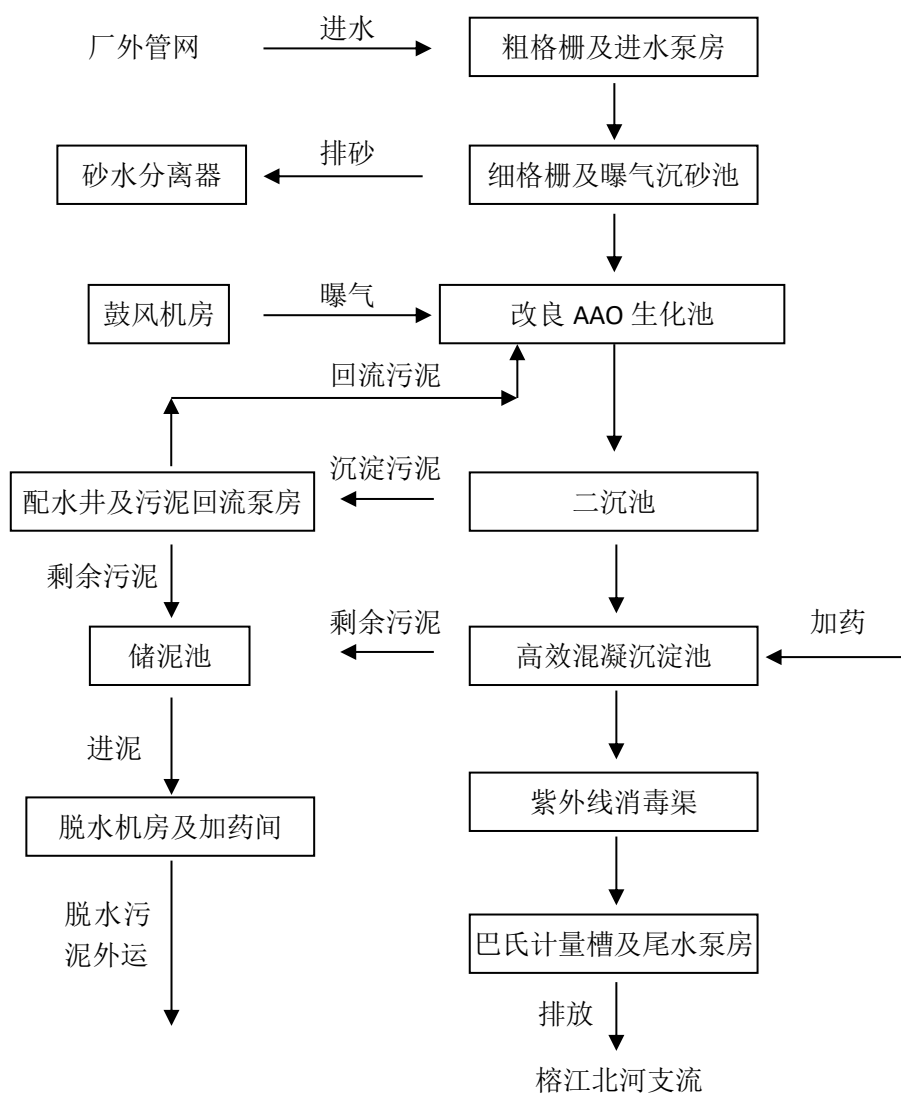 厂外管网
进水
粗格栅及进水泵房
砂水分离器
排砂
细格栅及曝气沉砂池
鼓风机房
曝气
改良 AAO 生化池
回流污泥
配水井及污泥回流泵房
沉淀污泥
二沉池
剩余污泥
储泥池
剩余污泥
高效混凝沉淀池
加药
进泥
脱水机房及加药间
紫外线消毒渠
脱水污
泥外运
巴氏计量槽及尾水泵房
排放
榕江北河支流